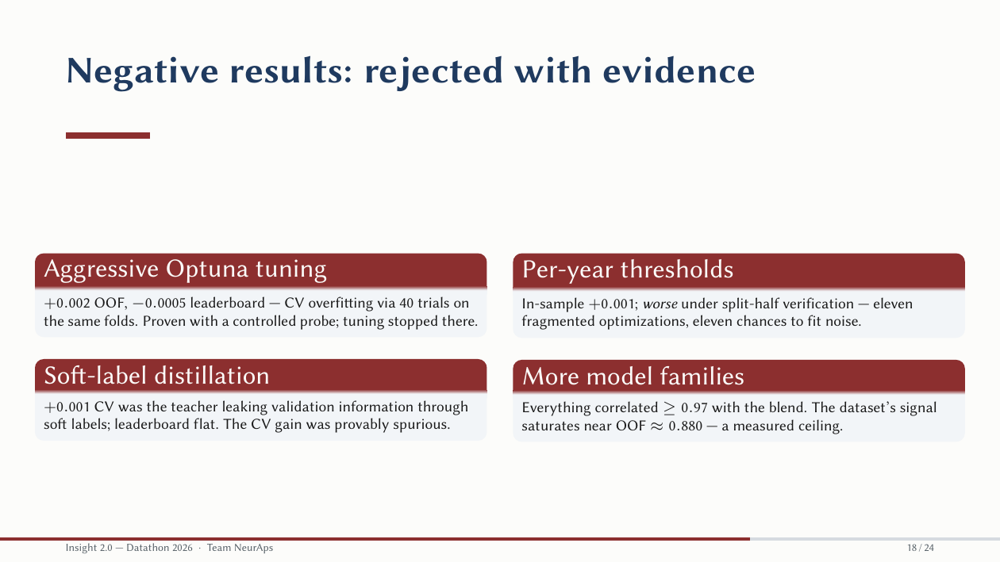 Negative results: rejected with evidence
Aggressive Optuna tuning
+0.002 OOF, −0.0005 leaderboard — CV overfitting via 40 trials on
the same folds. Proven with a controlled probe; tuning stopped there.
Per-year thresholds
In-sample +0.001; worse under split-half verification — eleven
fragmented optimizations, eleven chances to fit noise.
Soft-label distillation
+0.001 CV was the teacher leaking validation information through
soft labels; leaderboard flat. The CV gain was provably spurious.
More model families
Everything correlated ≥ 0.97 with the blend. The dataset's signal
saturates near OOF ≈ 0.880 — a measured ceiling.
Insight 2.0 — Datathon 2026 · Team NeurAps
18 / 24